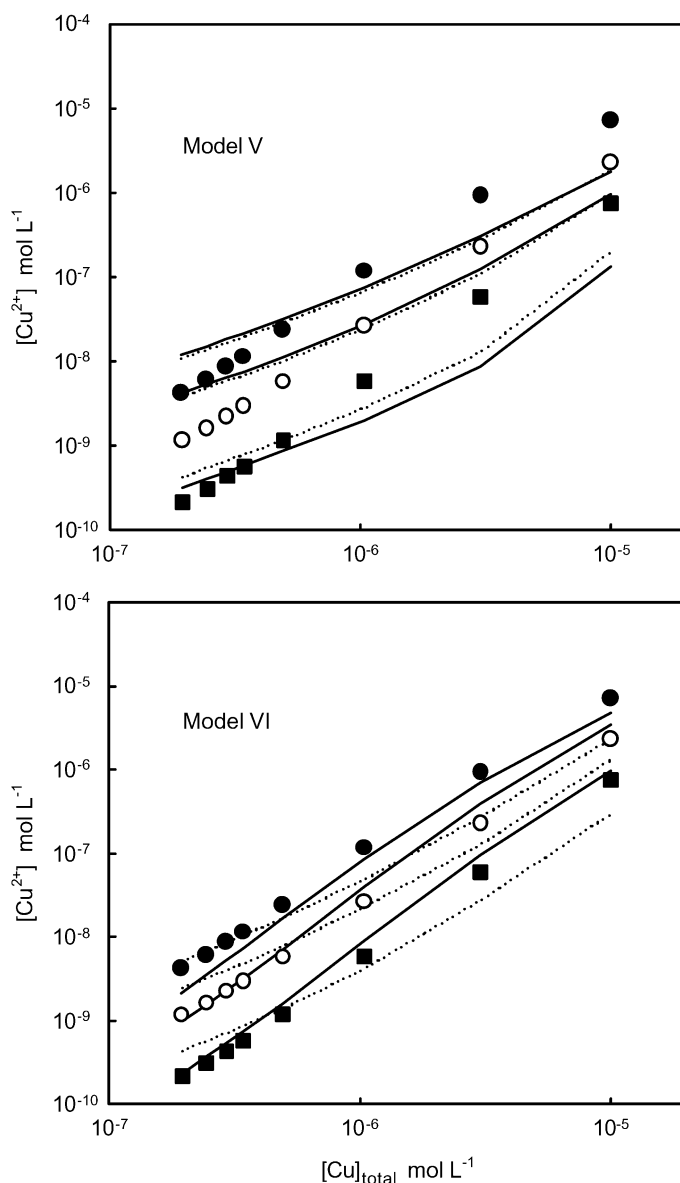 10⁻⁴
10⁻⁵
Model V
10⁻⁶
[Cu²⁺] mol L⁻¹
10⁻⁷
10⁻⁸
10⁻⁹
10⁻¹⁰
10⁻⁷ 10⁻⁶ 10⁻⁵
10⁻⁴
10⁻⁵
Model VI
10⁻⁶
[Cu²⁺] mol L⁻¹
10⁻⁷
10⁻⁸
10⁻⁹
10⁻¹⁰
10⁻⁷ 10⁻⁶ 10⁻⁵
[Cu]total mol L⁻¹